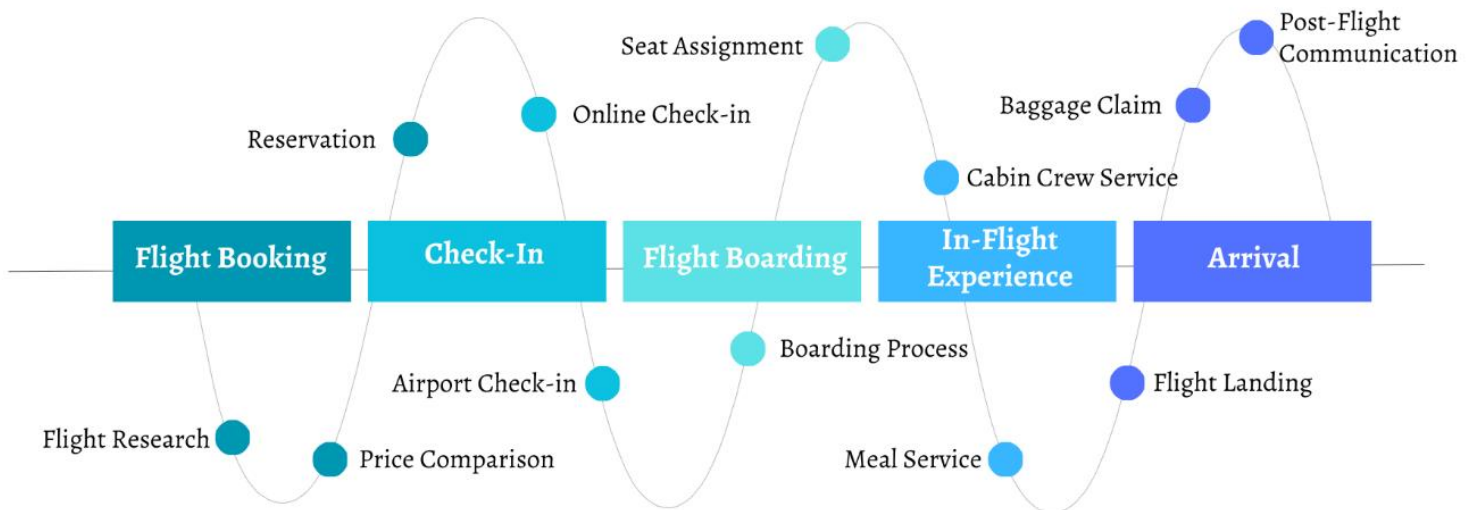 Seat Assignment
Post-Flight
Communication
Reservation
Online Check-in
Baggage Claim
Cabin Crew Service
Flight Booking
Check-In
Flight Boarding
In-Flight
Experience
Arrival
Airport Check-in
Boarding Process
Flight Landing
Flight Research
Price Comparison
Meal Service